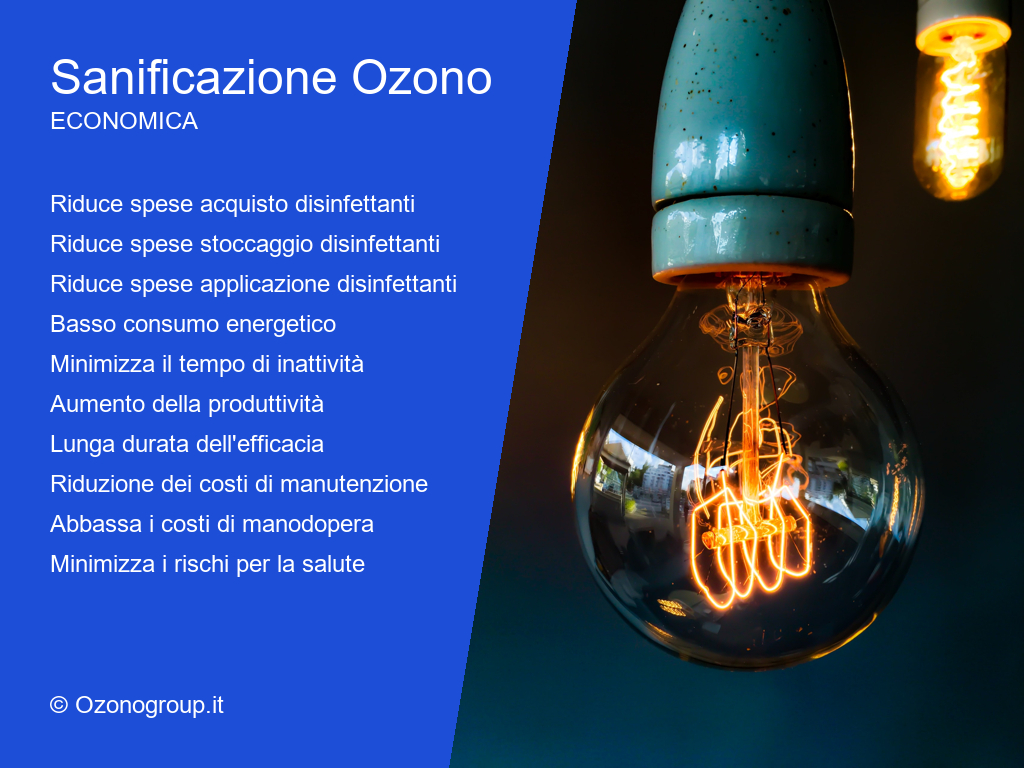 Sanificazione Ozono
ECONOMICA
Riduce spese acquisto disinfettanti
Riduce spese stoccaggio disinfettanti
Riduce spese applicazione disinfettanti
Basso consumo energetico
Minimizza il tempo di inattività
Aumento della produttività
Lunga durata dell'efficacia
Riduzione dei costi di manutenzione
Abbassa i costi di manodopera
Minimizza i rischi per la salute
© Ozonogroup.it